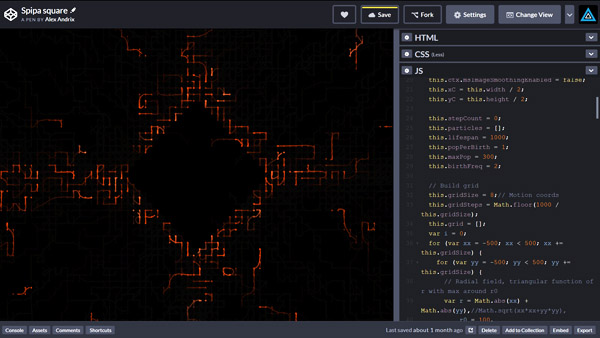 Spipa square
A PEN BY Alex Andrix
Save
Fork
Settings
Change View
HTML
CSS (Less)
JS
this.ctx.msImageSmoothingEnabled = false;
this.xC = this.width / 2;
this.yC = this.height / 2;
this.stepCount = 0;
this.particles = [];
this.lifespan = 1000;
this.popPerBirth = 1;
this.maxPop = 300;
this.birthFreq = 2;
// Build grid
this.gridSize = 8;// Motion coords
this.gridSteps = Math.floor(1000 /
this.gridSize);
this.grid = [];
var i = 0;
for (var xx = -500; xx < 500; xx +=
this.gridSize) {
for (var yy = -500; yy < 500; yy +=
this.gridSize) {
// Radial field, triangular function of
r with max around r0
var r = Math.abs(xx) +
Math.abs(yy),//Math.sqrt(xx*xx+yy*yy),
r0 = 100,
Console Assets Comments Shortcuts
Last saved about 1 month ago Delete Add to Collection Embed Export